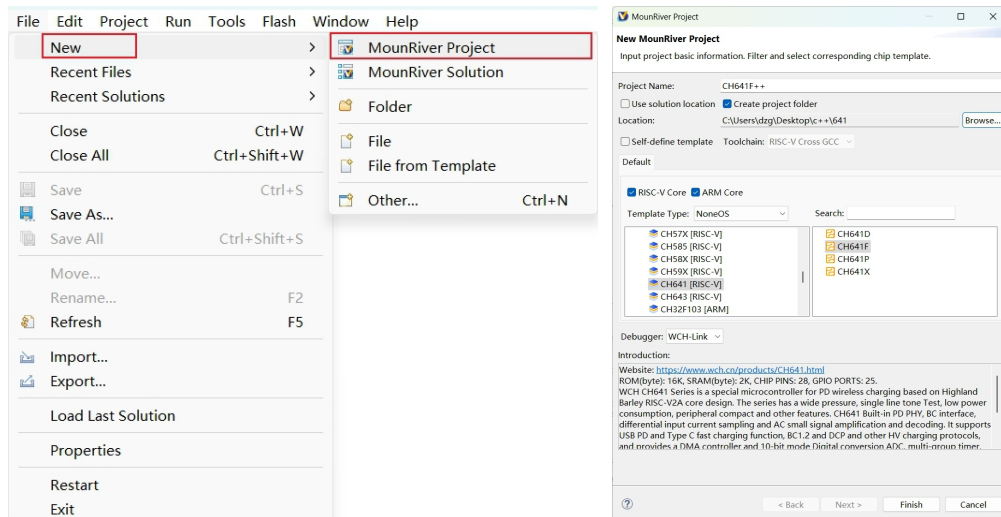 File Edit Project Run Tools Flash Window Help
New
Recent Files
Recent Solutions
Close Ctrl+W
Close All Ctrl+Shift+W
Save Ctrl+S
Save As...
Save All Ctrl+Shift+S
Move...
Rename... F2
Refresh F5
Import...
Export...
Load Last Solution
Properties
Restart
Exit
MounRiver Project
MounRiver Solution
Folder
File
File from Template
Other... Ctrl+N
MounRiver Project
New MounRiver Project
Input project basic information. Filter and select corresponding chip template.
Project Name: CH641F++
Use solution location Create project folder
Location: C:\Users\dzg\Desktop\c++\641 Browse...
Self-define template Toolchain: RISC-V Cross GCC
Default
RISC-V Core ARM Core
Template Type: NoneOS Search:
CH57X [RISC-V]
CH585 [RISC-V]
CH58X [RISC-V]
CH59X [RISC-V]
CH641 [RISC-V]
CH643 [RISC-V]
CH32F103 [ARM]
CH641D
CH641F
CH641P
CH641X
Debugger: WCH-Link
Introduction:
Website: https://www.wch.cn/products/CH641.html
ROM(byte): 16K, SRAM(byte): 2K, CHIP PINS: 28, GPIO PORTS: 25.
WCH CH641 Series is a special microcontroller for PD wireless charging based on Highland
Barley RISC-V2A core design. The series has a wide pressure, single line tone Test, low power
consumption, peripheral compact and other features. CH641 Built-in PD PHY, BC interface,
differential input current sampling and AC small signal amplification and decoding. It supports
USB PD and Type C fast charging function, BC1.2 and DCP and other HV charging protocols,
and provides a DMA controller and 10-bit mode Digital conversion ADC, multi-group timer,
< Back Next > Finish Cancel